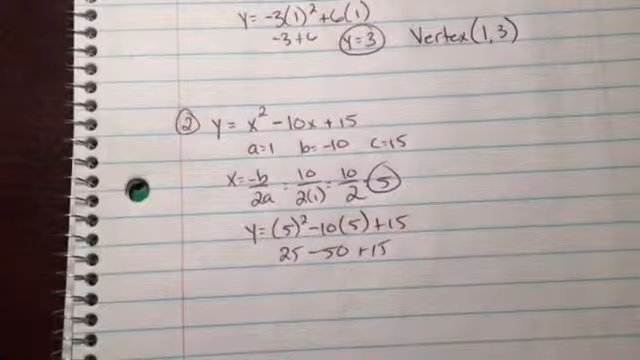 y = -3(1)² + 6(1)
-3+6 y=3 Vertex (1,3)
② y = x² - 10x + 15
a=1 b=-10 c=15
x = -b/2a = 10/2(1) = 10/2 = 5
y = (5)² - 10(5) + 15
25 - 50 + 15